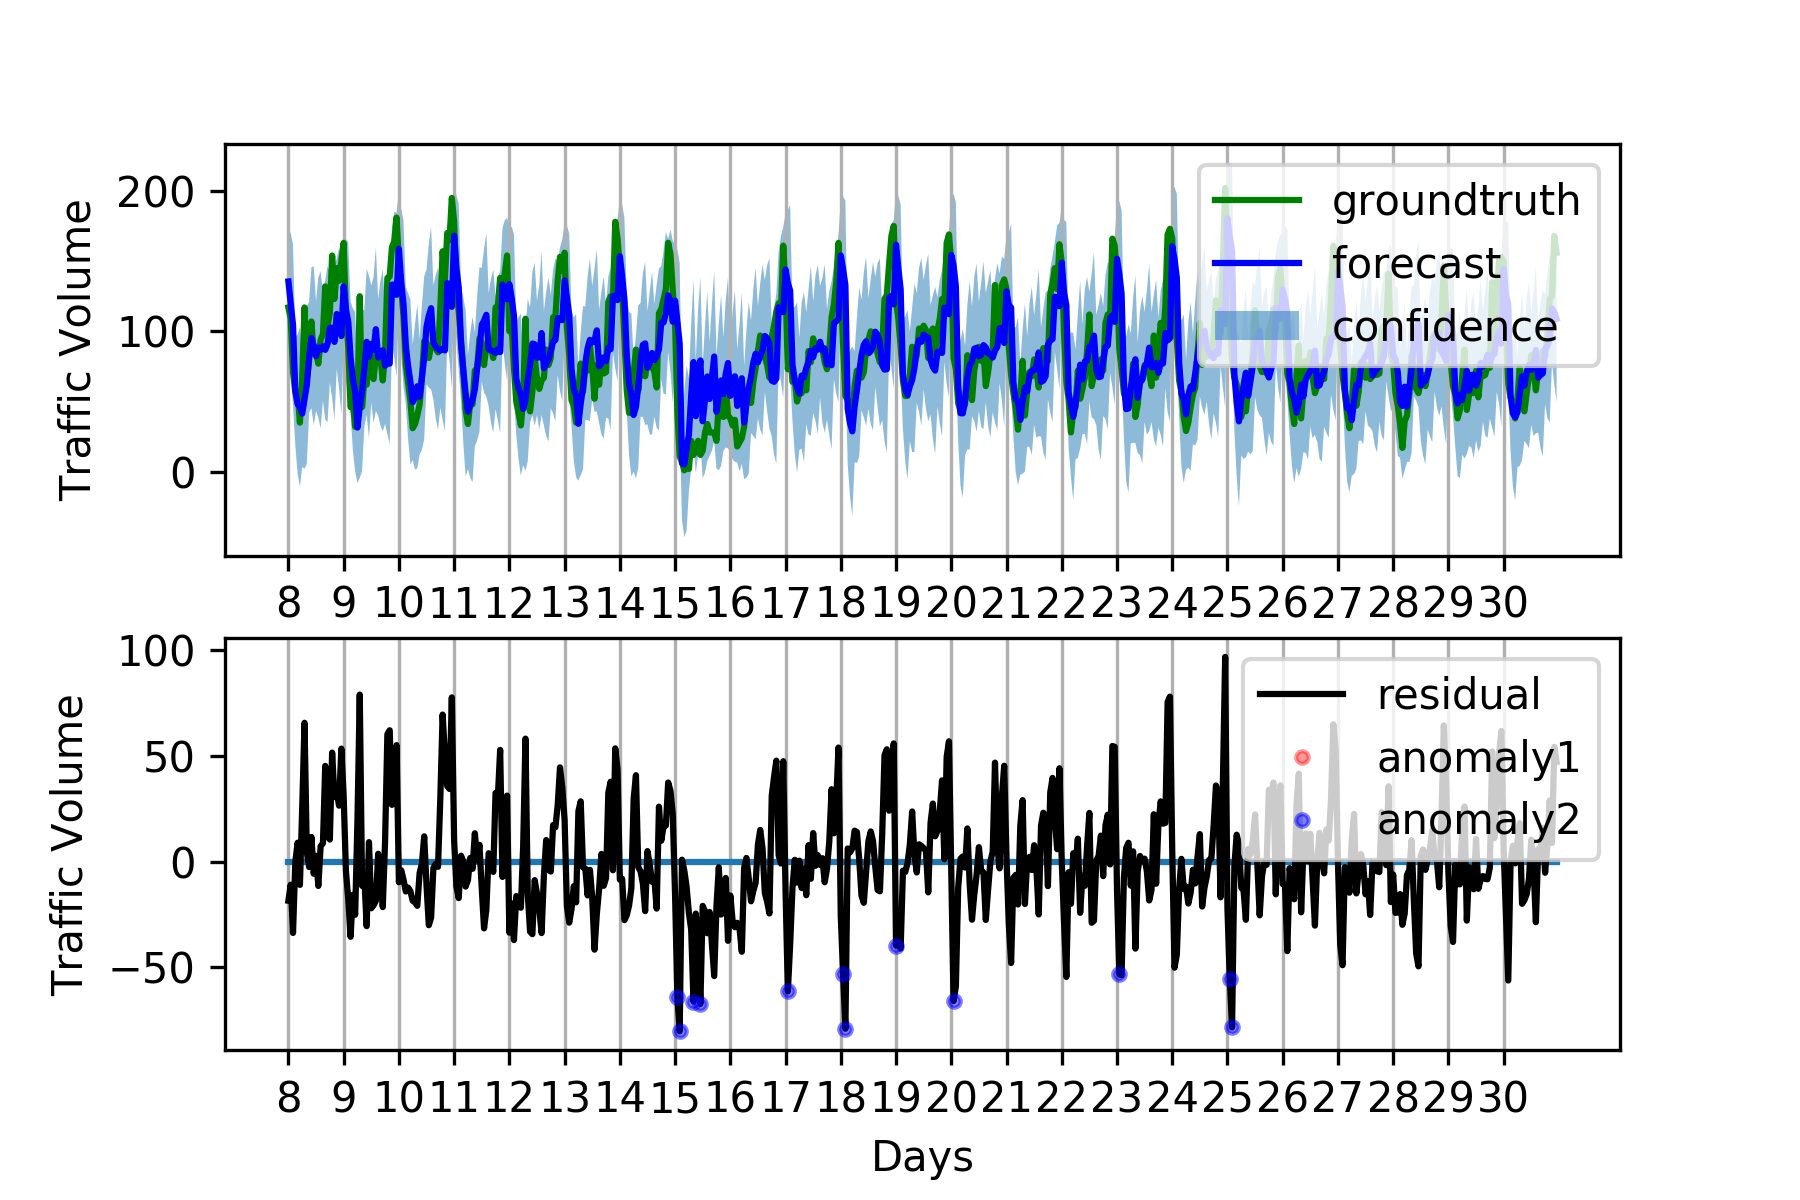 Traffic Volume
200
100
0
groundtruth
forecast
confidence
8 9 10 11 12 13 14 15 16 17 18 19 20 21 22 23 24 25 26 27 28 29 30
Traffic Volume
100
50
0
−50
residual
anomaly1
anomaly2
8 9 10 11 12 13 14 15 16 17 18 19 20 21 22 23 24 25 26 27 28 29 30
Days